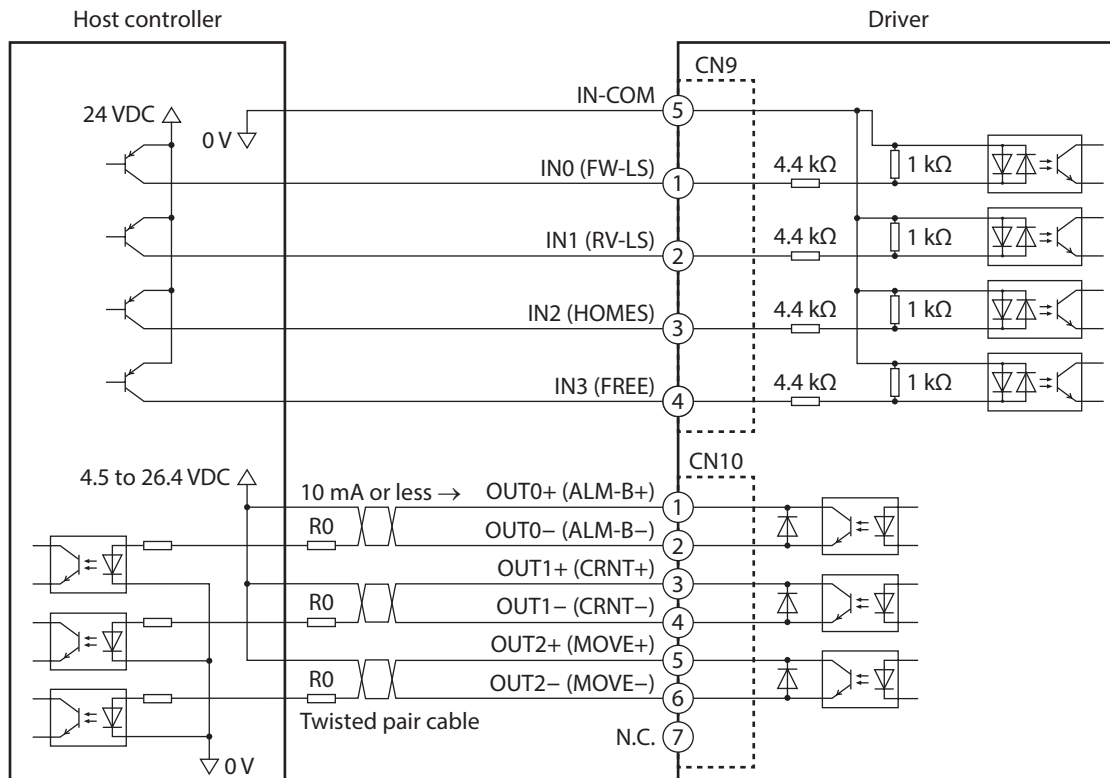 Host controller
Driver
CN9
IN-COM
5
24 VDC
0 V
4.4 kΩ
1 kΩ
IN0 (FW-LS)
1
4.4 kΩ
1 kΩ
IN1 (RV-LS)
2
4.4 kΩ
1 kΩ
IN2 (HOMES)
3
4.4 kΩ
1 kΩ
IN3 (FREE)
4
CN10
4.5 to 26.4 VDC
10 mA or less →
OUT0+ (ALM-B+)
1
R0
OUT0− (ALM-B−)
2
OUT1+ (CRNT+)
3
R0
OUT1− (CRNT−)
4
OUT2+ (MOVE+)
5
R0
OUT2− (MOVE−)
6
Twisted pair cable
N.C.
7
0 V